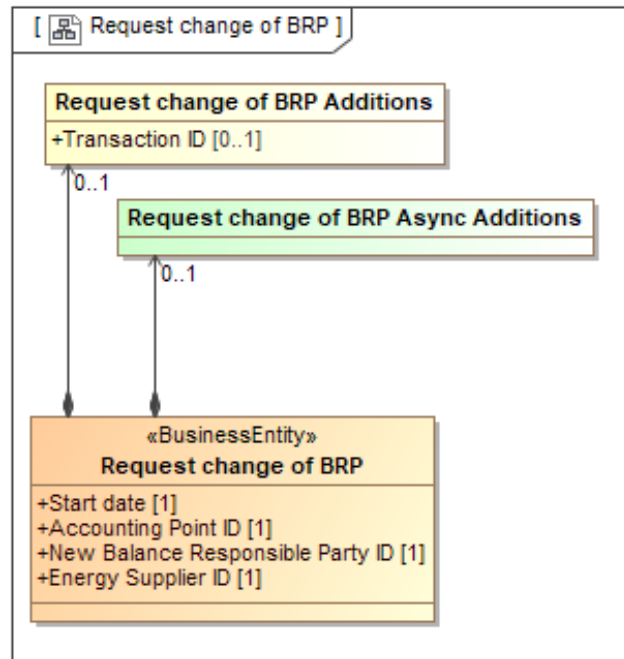 [ Request change of BRP ]
Request change of BRP Additions
+Transaction ID [0..1]
0..1
Request change of BRP Async Additions
0..1
«BusinessEntity»
Request change of BRP
+Start date [1]
+Accounting Point ID [1]
+New Balance Responsible Party ID [1]
+Energy Supplier ID [1]